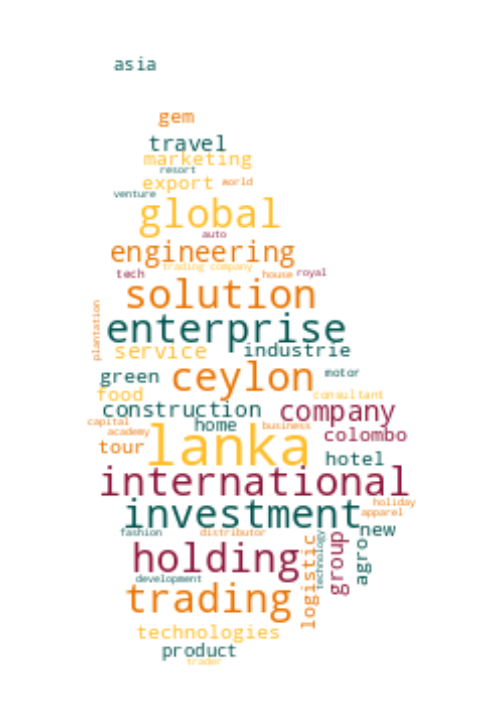 asia
gem
travel
marketing
resort
export world
venture
global
auto
engineering
trading company
tech house royal
solution
plantation
enterprise
service industrie
green ceylon motor
food consultant
construction company
capital home business
academy lanka colombo
tour hotel
international
holiday
investment apparel
fashion distributor new
holding logistic technology group agro
development
trading
technologies
product
trader